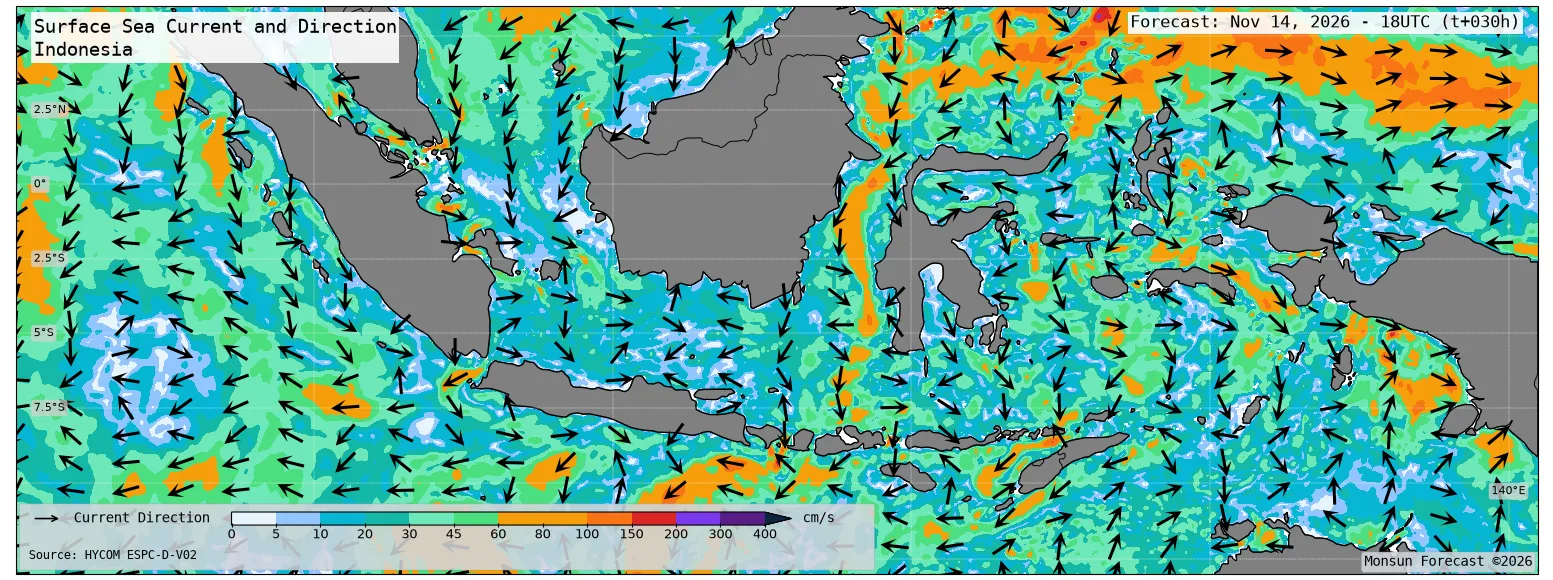 Surface Sea Current and Direction
Indonesia
Forecast: Nov 14, 2026 - 18UTC (t+030h)
2.5°N
0°
2.5°S
5°S
7.5°S
140°E
Current Direction
cm/s
0 5 10 20 30 45 60 80 100 150 200 300 400
Source: HYCOM ESPC-D-V02
Monsun Forecast ©2026